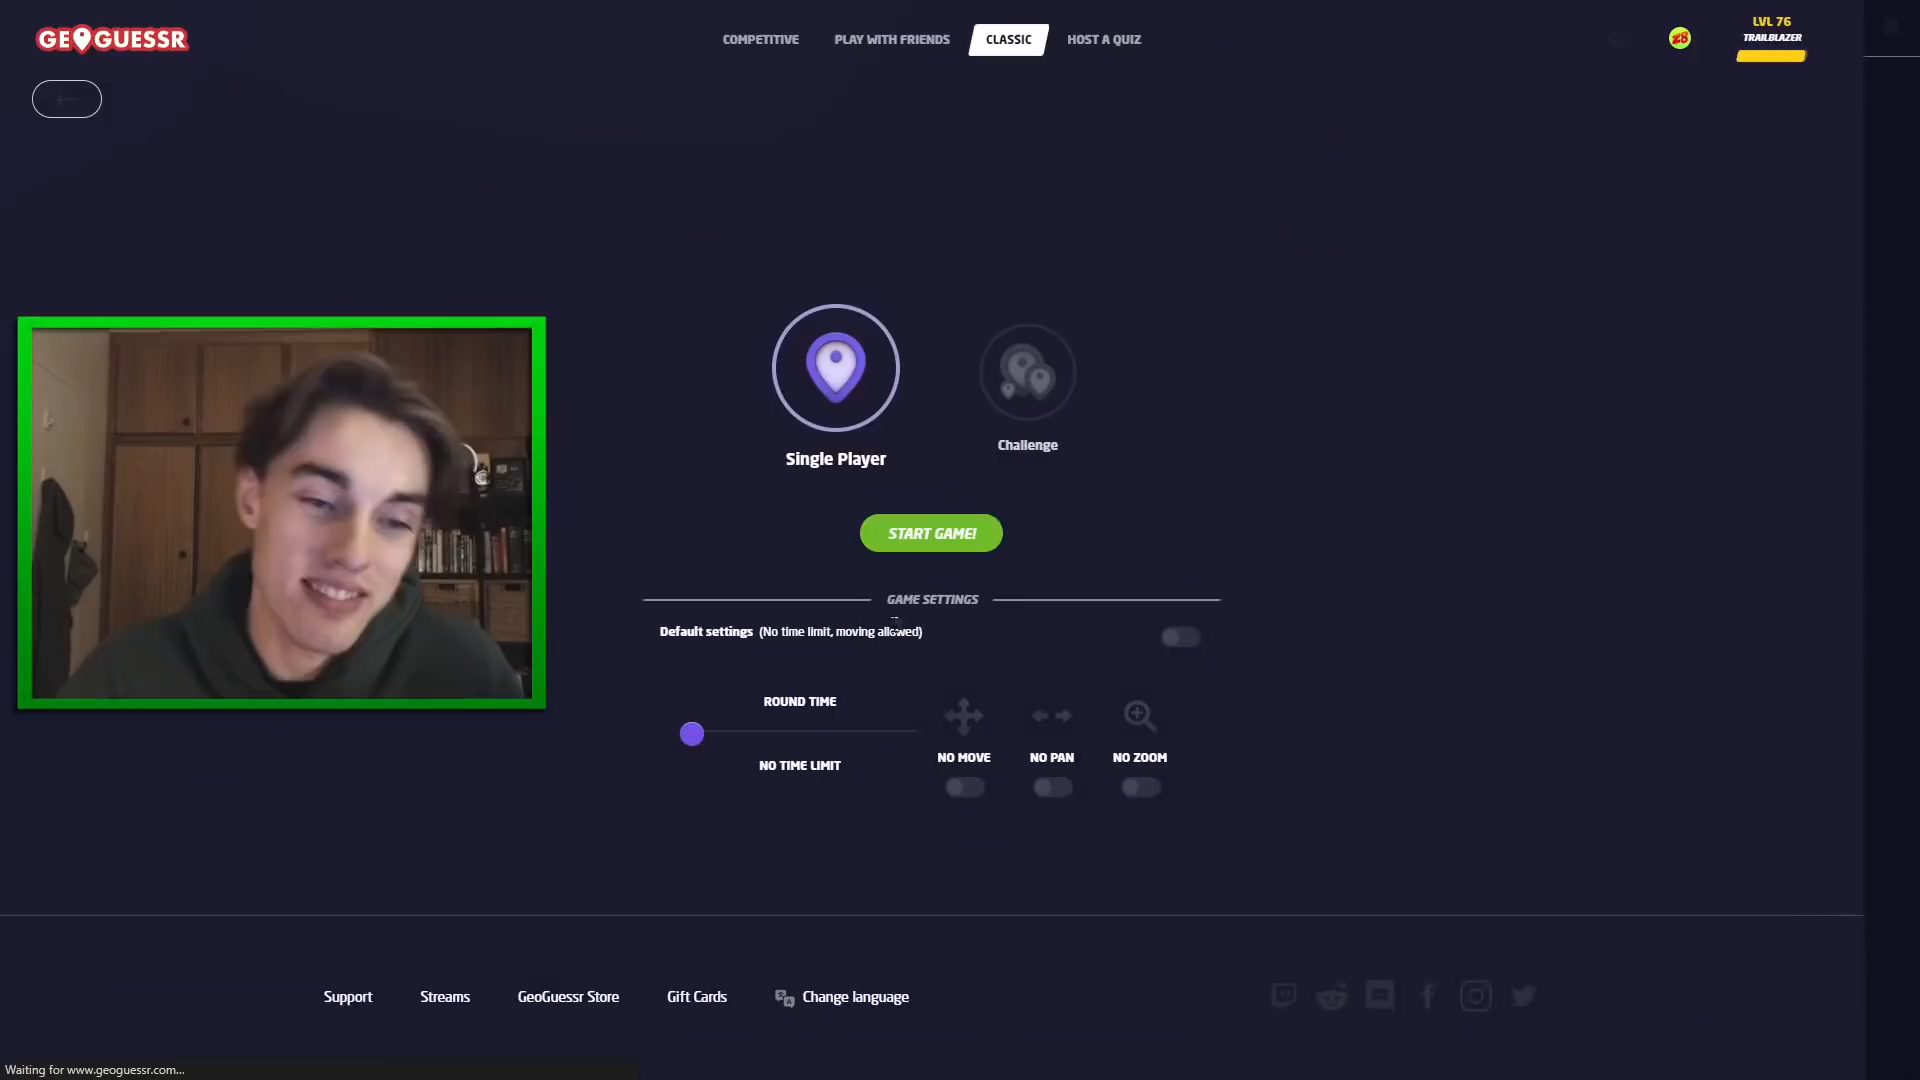 GEOGUESSR
COMPETITIVE
PLAY WITH FRIENDS
CLASSIC
HOST A QUIZ
LVL 76
TRAILBLAZER
Single Player
Challenge
START GAME!
GAME SETTINGS
Default settings (No time limit, moving allowed)
ROUND TIME
NO TIME LIMIT
NO MOVE
NO PAN
NO ZOOM
Support
Streams
GeoGuessr Store
Gift Cards
Change language
Waiting for www.geoguessr.com...